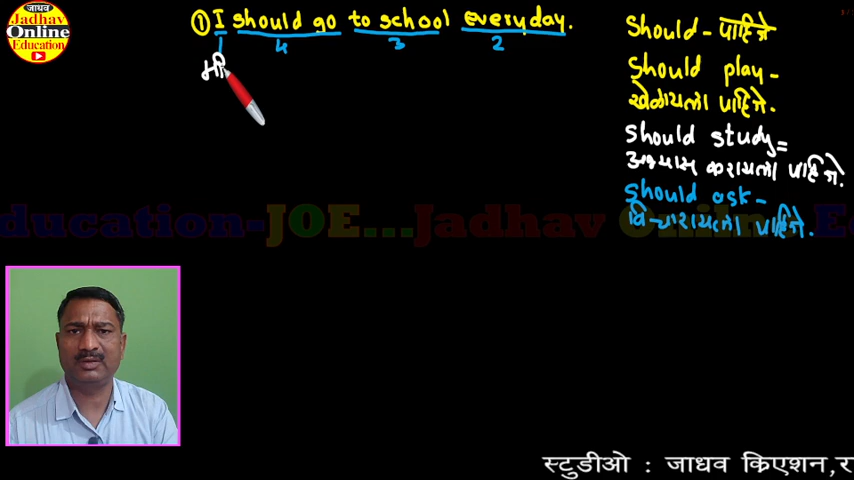 जाधव
Jadhav
Online
Education
① I should go to school everyday.
1 4 3 2
मी
Should - पाहिजे
Should play -
खेळायला पाहिजे.
Should study =
अभ्यास करायला पाहिजे.
Should ask -
विचारायला पाहिजे.
ducation-JOE...Jadhav Online E
स्टुडीओ : जाधव क्रिएशन,र